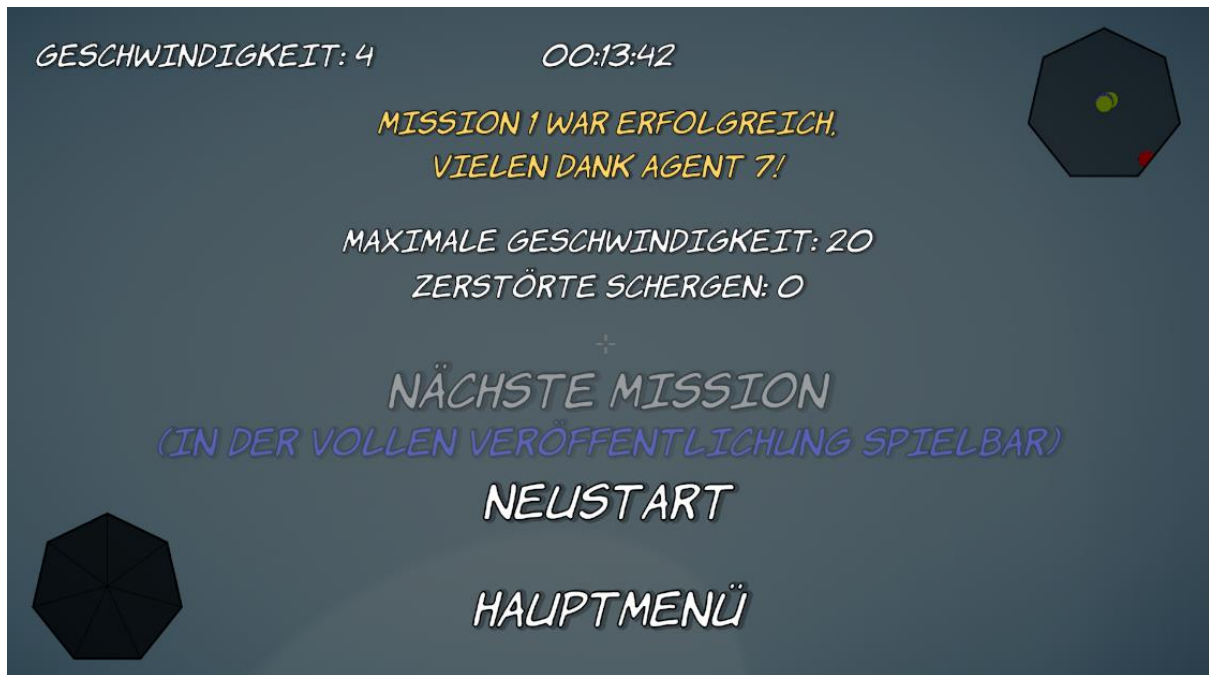 GESCHWINDIGKEIT: 4
00:13:42
MISSION 1 WAR ERFOLGREICH,
VIELEN DANK AGENT 7!
MAXIMALE GESCHWINDIGKEIT: 20
ZERSTÖRTE SCHERGEN: 0
NÄCHSTE MISSION
(IN DER VOLLEN VERÖFFENTLICHUNG SPIELBAR)
NEUSTART
HAUPTMENÜ